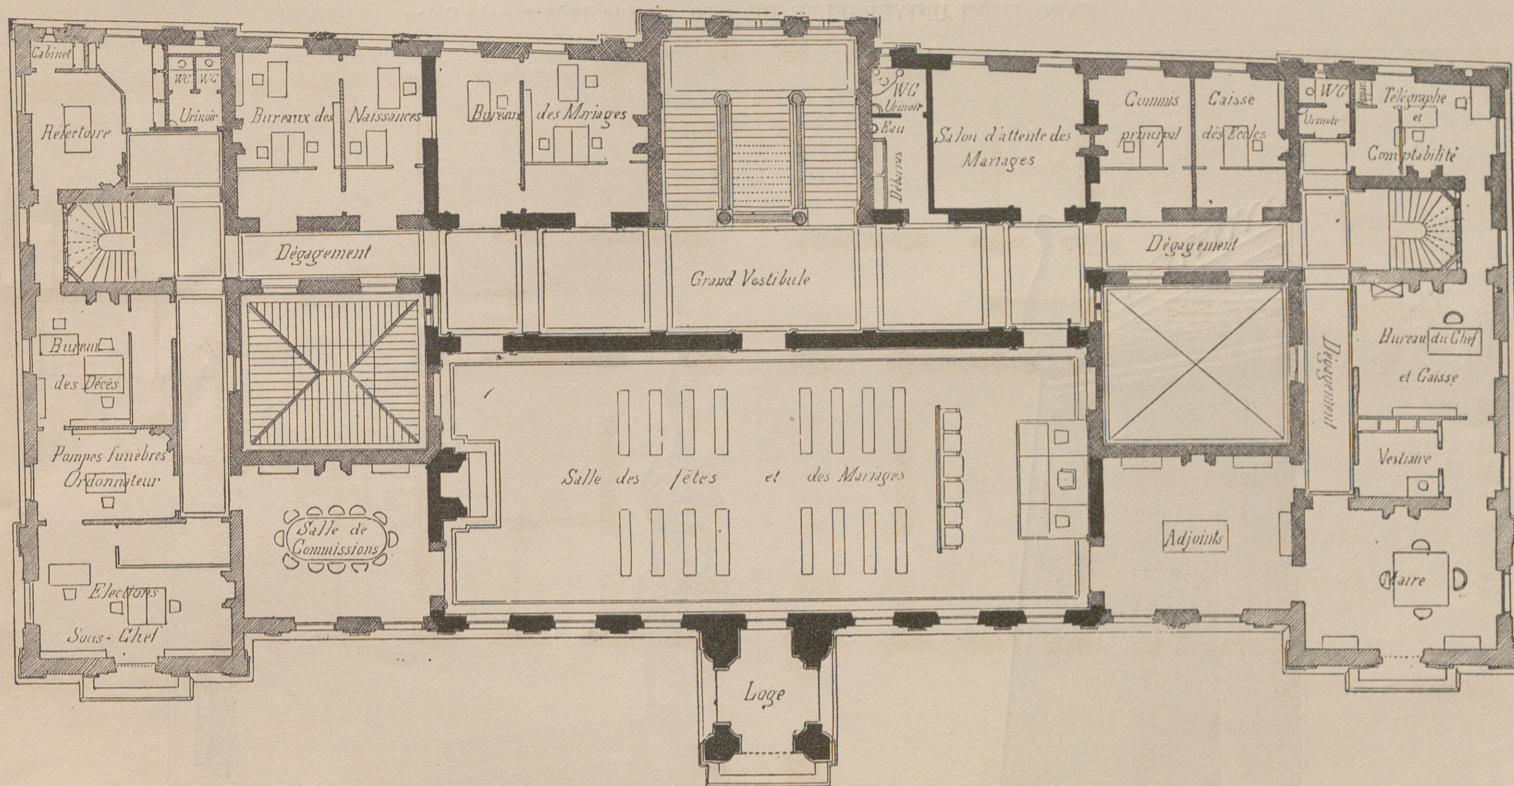 Cabinet
WC
WC
Urinoir
Réfectoire
Bureaux des
Naissances
Bureaux
des Mariages
WC
Urinoir
Eau
Débarras
Salon d'attente des
Mariages
Commis
principal
Caisse
des Ecoles
WC
Urinoir
Télégraphe
et
Comptabilité
Dégagement
Grand Vestibule
Dégagement
Bureau
des Décès
Pompes funèbres
Ordonnateur
Elections
Sous-Chef
Salle de
Commissions
Salle des fêtes et des Mariages
Adjoints
Dégagement
Bureau du Chef
et Caisse
Vestiaire
Maire
Loge